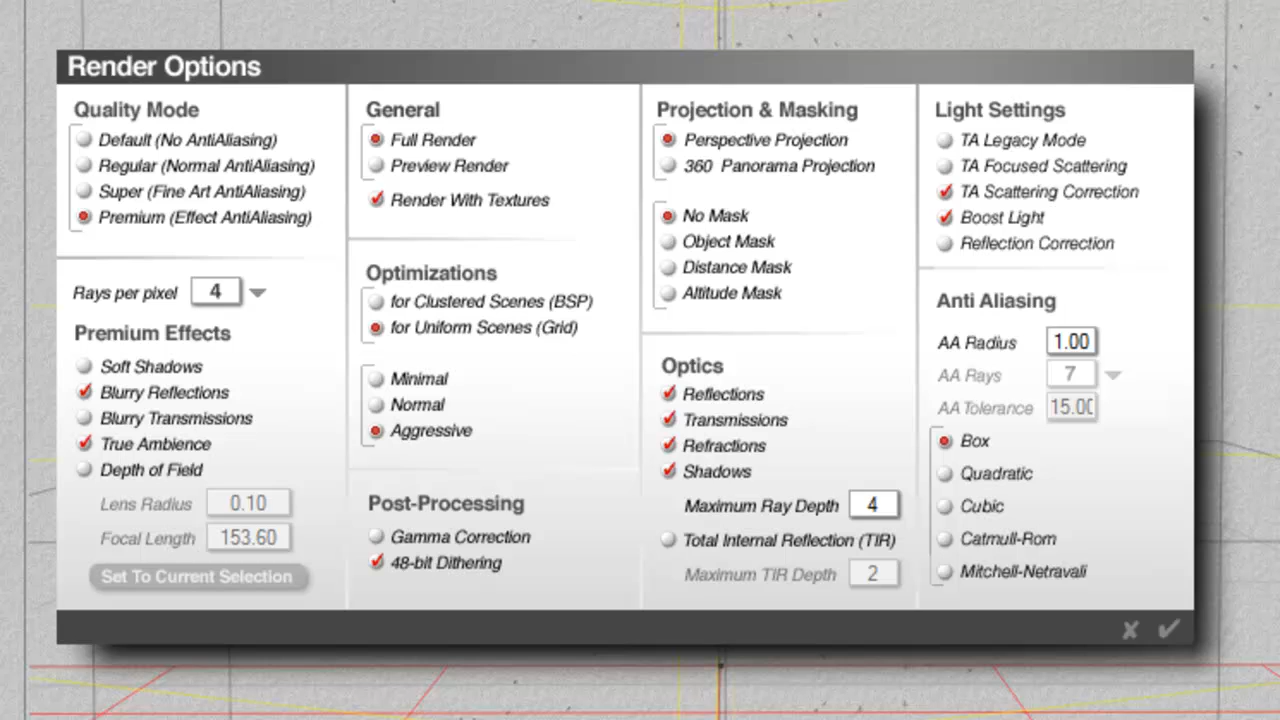 Render Options
Quality Mode
Default (No AntiAliasing)
Regular (Normal AntiAliasing)
Super (Fine Art AntiAliasing)
Premium (Effect AntiAliasing)
Rays per pixel 4
Premium Effects
Soft Shadows
Blurry Reflections
Blurry Transmissions
True Ambience
Depth of Field
Lens Radius 0.10
Focal Length 153.60
Set To Current Selection
General
Full Render
Preview Render
Render With Textures
Optimizations
for Clustered Scenes (BSP)
for Uniform Scenes (Grid)
Minimal
Normal
Aggressive
Post-Processing
Gamma Correction
48-bit Dithering
Projection & Masking
Perspective Projection
360 Panorama Projection
No Mask
Object Mask
Distance Mask
Altitude Mask
Optics
Reflections
Transmissions
Refractions
Shadows
Maximum Ray Depth 4
Total Internal Reflection (TIR)
Maximum TIR Depth 2
Light Settings
TA Legacy Mode
TA Focused Scattering
TA Scattering Correction
Boost Light
Reflection Correction
Anti Aliasing
AA Radius 1.00
AA Rays 7
AA Tolerance 15.00
Box
Quadratic
Cubic
Catmull-Rom
Mitchell-Netravali